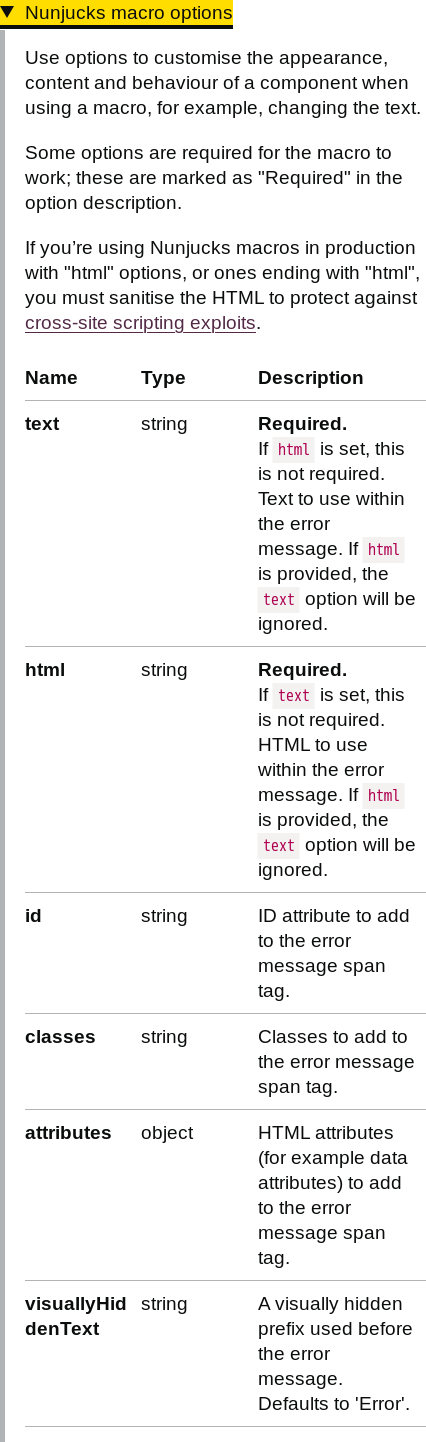 ▼ Nunjucks macro options
Use options to customise the appearance,
content and behaviour of a component when
using a macro, for example, changing the text.
Some options are required for the macro to
work; these are marked as "Required" in the
option description.
If you’re using Nunjucks macros in production
with "html" options, or ones ending with "html",
you must sanitise the HTML to protect against
cross-site scripting exploits.
Name Type Description
text string Required.
If html is set, this
is not required.
Text to use within
the error
message. If html
is provided, the
text option will be
ignored.
html string Required.
If text is set, this
is not required.
HTML to use
within the error
message. If html
is provided, the
text option will be
ignored.
id string ID attribute to add
to the error
message span
tag.
classes string Classes to add to
the error message
span tag.
attributes object HTML attributes
(for example data
attributes) to add
to the error
message span
tag.
visuallyHid string A visually hidden
denText prefix used before
the error
message.
Defaults to 'Error'.